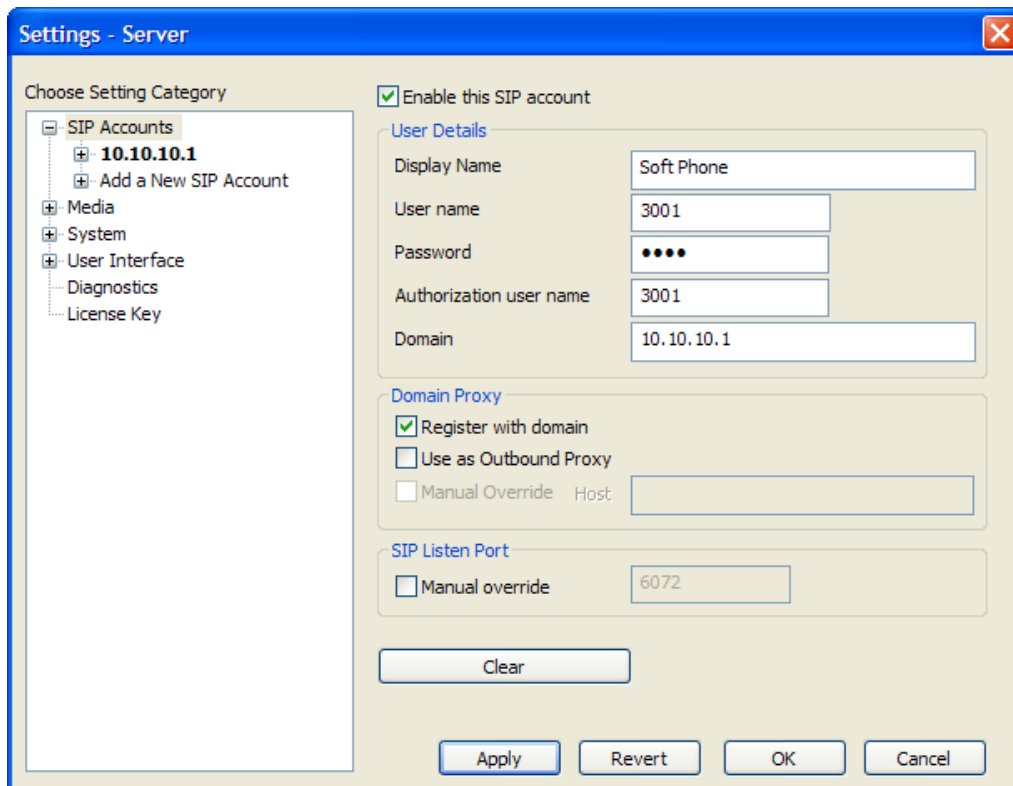 Settings - Server
Choose Setting Category
SIP Accounts
10.10.10.1
Add a New SIP Account
Media
System
User Interface
Diagnostics
License Key
Enable this SIP account
User Details
Display Name Soft Phone
User name 3001
Password ●●●●
Authorization user name 3001
Domain 10.10.10.1
Domain Proxy
Register with domain
Use as Outbound Proxy
Manual Override Host
SIP Listen Port
Manual override 6072
Clear
Apply Revert OK Cancel